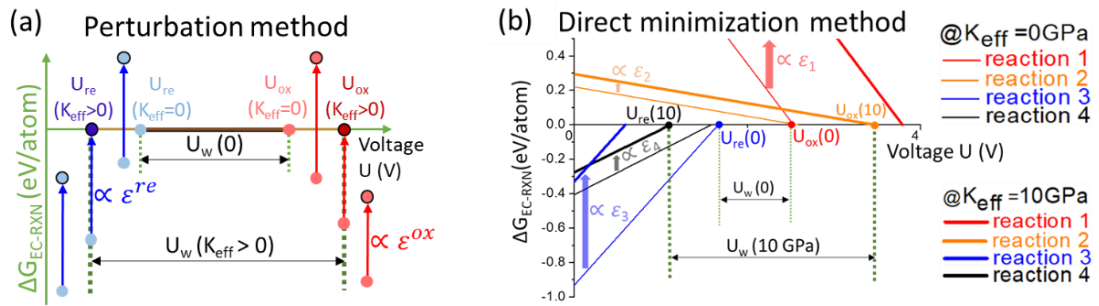 (a) Perturbation method
ΔG_EC-RXN (eV/atom)
U_re
(K_eff>0)
U_re
(K_eff=0)
U_ox
(K_eff=0)
U_ox
(K_eff>0)
U_w (0)
Voltage
U (V)
∝ ε^re
∝ ε^ox
U_w (K_eff > 0)
(b) Direct minimization method
ΔG_EC-RXN (eV/atom)
0.4
0.2
0.0
-0.2
-0.4
-0.6
-0.8
-1.0
∝ ε_1
∝ ε_2
U_re(10)
U_ox(10)
∝ ε_4
U_re(0)
U_ox(0)
4
Voltage U (V)
∝ ε_3
U_w (0)
U_w (10 GPa)
@K_eff =0GPa
reaction 1
reaction 2
reaction 3
reaction 4
@K_eff =10GPa
reaction 1
reaction 2
reaction 3
reaction 4